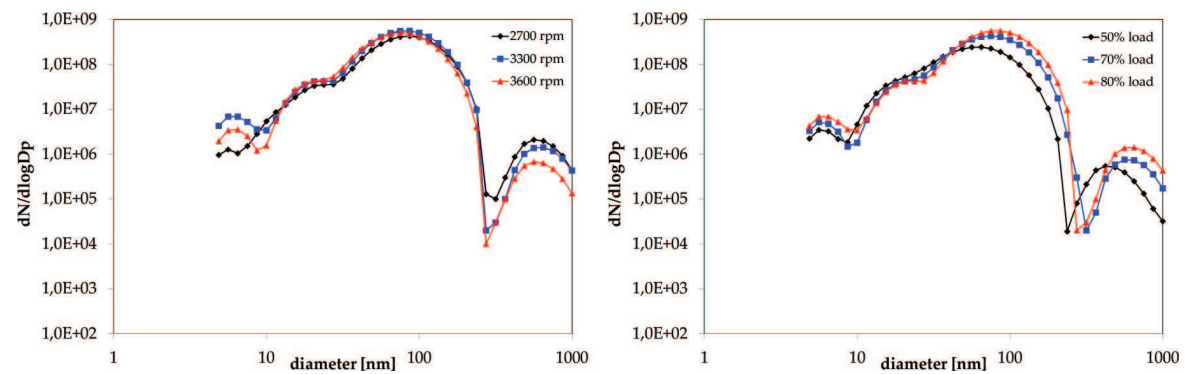 1,0E+09
1,0E+08
1,0E+07
1,0E+06
1,0E+05
1,0E+04
1,0E+03
1,0E+02
dN/dlogDp
1 10 100 1000
diameter [nm]
2700 rpm
3300 rpm
3600 rpm
1,0E+09
1,0E+08
1,0E+07
1,0E+06
1,0E+05
1,0E+04
1,0E+03
1,0E+02
dN/dlogDp
1 10 100 1000
diameter [nm]
50% load
70% load
80% load